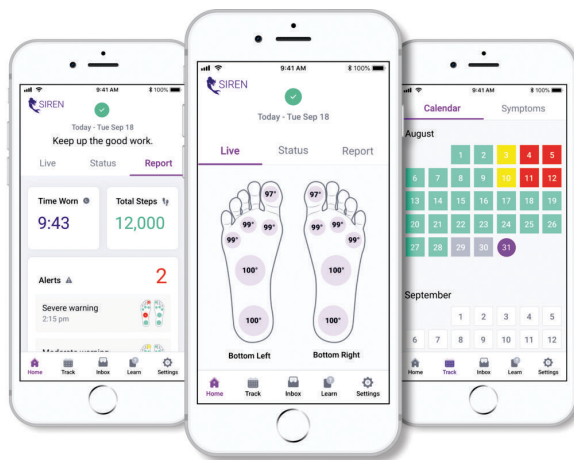 9:41 AM
100%
SIREN
Today - Tue Sep 18
Keep up the good work.
Live Status Report
Time Worn
9:43
Total Steps
12,000
Alerts 2
Severe warning
2:15 pm
Home Track Inbox Learn Settings
9:41 AM
100%
SIREN
Today - Tue Sep 18
Live Status Report
97° 97°
99° 99° 99° 99°
99° 99°
100° 100°
100° 100°
Bottom Left Bottom Right
Home Track Inbox Learn Settings
9:41 AM
100%
Calendar Symptoms
August
1 2 3 4 5
6 7 8 9 10 11 12
13 14 15 16 17 18 19
20 21 22 23 24 25 26
27 28 29 30 31
September
1 2 3 4 5
6 7 8 9 10 11 12
Home Track Inbox Learn Settings